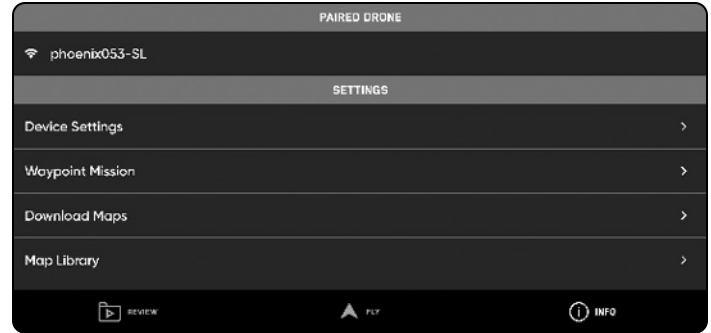 PAIRED DRONE
phoenix053-SL
SETTINGS
Device Settings
Waypoint Mission
Download Maps
Map Library
REVIEW FLY INFO